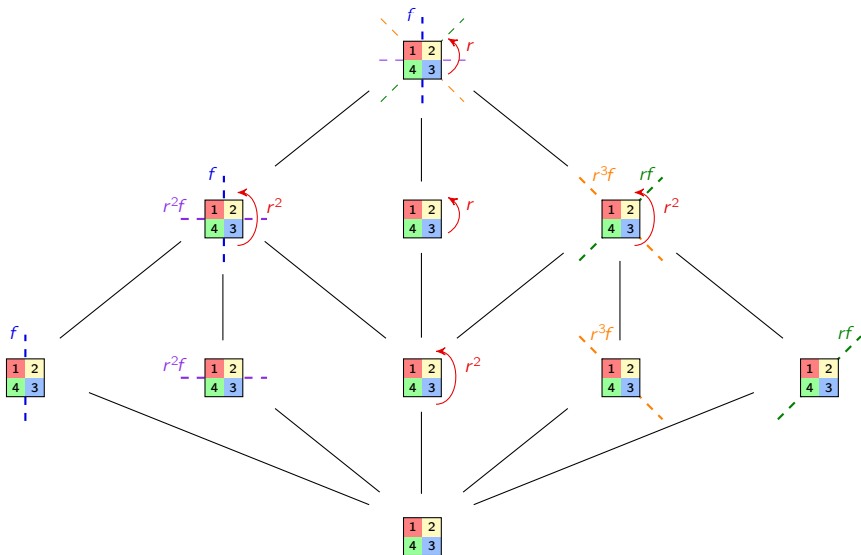 f
1 2 r
4 3
f r³f rf
r²f 1 2 r² 1 2 r 1 2 r²
4 3 4 3 4 3
f r²f r³f rf
1 2 1 2 1 2 r² 1 2 1 2
4 3 4 3 4 3 4 3 4 3
1 2
4 3